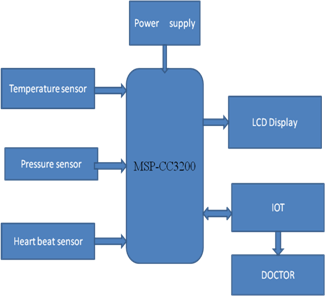 Power supply
Temperature sensor
Pressure sensor
Heart beat sensor
MSP-CC3200
LCD Display
IOT
DOCTOR